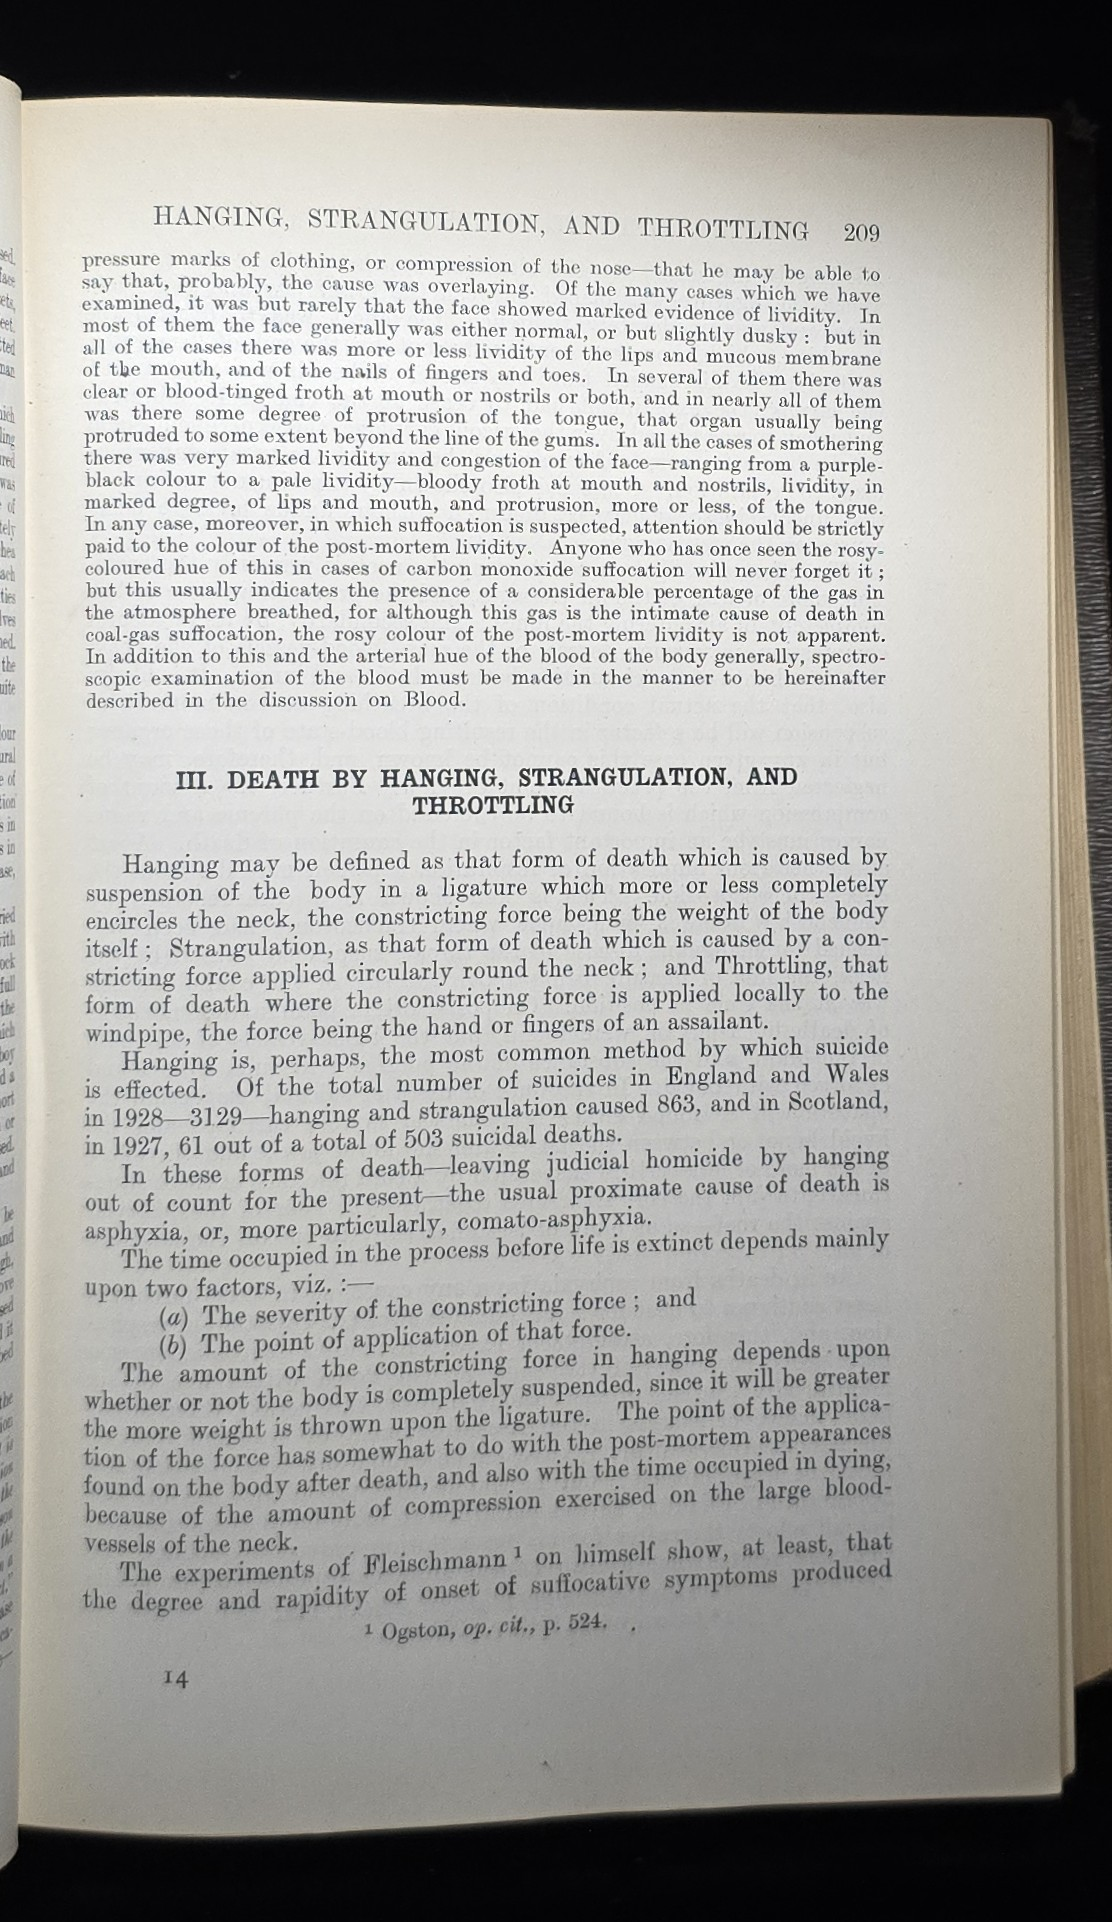 HANGING, STRANGULATION, AND THROTTLING 209
pressure marks of clothing, or compression of the nose—that he may be able to
say that, probably, the cause was overlaying. Of the many cases which we have
examined, it was but rarely that the face showed marked evidence of lividity. In
most of them the face generally was either normal, or but slightly dusky : but in
all of the cases there was more or less lividity of the lips and mucous membrane
of the mouth, and of the nails of fingers and toes. In several of them there was
clear or blood-tinged froth at mouth or nostrils or both, and in nearly all of them
was there some degree of protrusion of the tongue, that organ usually being
protruded to some extent beyond the line of the gums. In all the cases of smothering
there was very marked lividity and congestion of the face—ranging from a purple-
black colour to a pale lividity—bloody froth at mouth and nostrils, lividity, in
marked degree, of lips and mouth, and protrusion, more or less, of the tongue.
In any case, moreover, in which suffocation is suspected, attention should be strictly
paid to the colour of the post-mortem lividity. Anyone who has once seen the rosy-
coloured hue of this in cases of carbon monoxide suffocation will never forget it ;
but this usually indicates the presence of a considerable percentage of the gas in
the atmosphere breathed, for although this gas is the intimate cause of death in
coal-gas suffocation, the rosy colour of the post-mortem lividity is not apparent.
In addition to this and the arterial hue of the blood of the body generally, spectro-
scopic examination of the blood must be made in the manner to be hereinafter
described in the discussion on Blood.
III. DEATH BY HANGING, STRANGULATION, AND
THROTTLING
Hanging may be defined as that form of death which is caused by
suspension of the body in a ligature which more or less completely
encircles the neck, the constricting force being the weight of the body
itself ; Strangulation, as that form of death which is caused by a con-
stricting force applied circularly round the neck ; and Throttling, that
form of death where the constricting force is applied locally to the
windpipe, the force being the hand or fingers of an assailant.
Hanging is, perhaps, the most common method by which suicide
is effected. Of the total number of suicides in England and Wales
in 1928—3129—hanging and strangulation caused 863, and in Scotland,
in 1927, 61 out of a total of 503 suicidal deaths.
In these forms of death—leaving judicial homicide by hanging
out of count for the present—the usual proximate cause of death is
asphyxia, or, more particularly, comato-asphyxia.
The time occupied in the process before life is extinct depends mainly
upon two factors, viz. :—
(a) The severity of the constricting force ; and
(b) The point of application of that force.
The amount of the constricting force in hanging depends upon
whether or not the body is completely suspended, since it will be greater
the more weight is thrown upon the ligature. The point of the applica-
tion of the force has somewhat to do with the post-mortem appearances
found on the body after death, and also with the time occupied in dying,
because of the amount of compression exercised on the large blood-
vessels of the neck.
The experiments of Fleischmann 1 on himself show, at least, that
the degree and rapidity of onset of suffocative symptoms produced
1 Ogston, op. cit., p. 524.
14